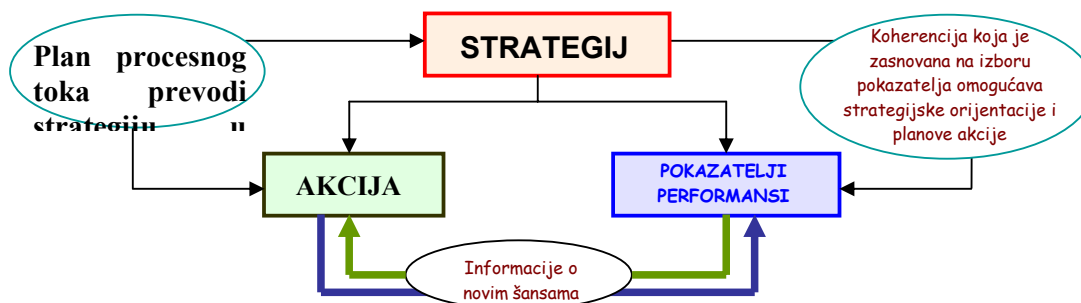 Plan procesnog
toka prevodi
strategiju u
STRATEGIJ
Koherencija koja je
zasnovana na izboru
pokazatelja omogućava
strategijske orijentacije i
planove akcije
AKCIJA
POKAZATELJI
PERFORMANSI
Informacije o
novim šansama